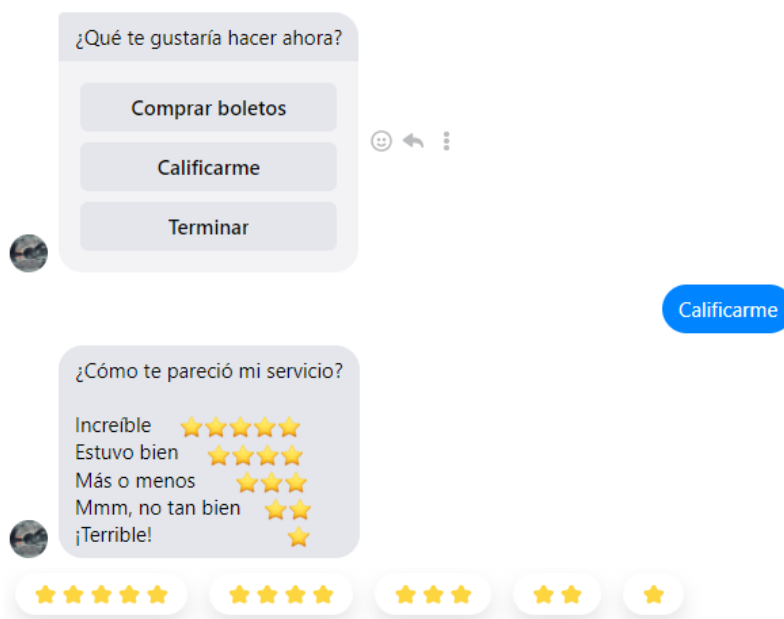 ¿Qué te gustaría hacer ahora?
Comprar boletos
Calificarme
Terminar
Calificarme
¿Cómo te pareció mi servicio?
Increíble ⭐⭐⭐⭐⭐
Estuvo bien ⭐⭐⭐⭐
Más o menos ⭐⭐⭐
Mmm, no tan bien ⭐⭐
¡Terrible! ⭐